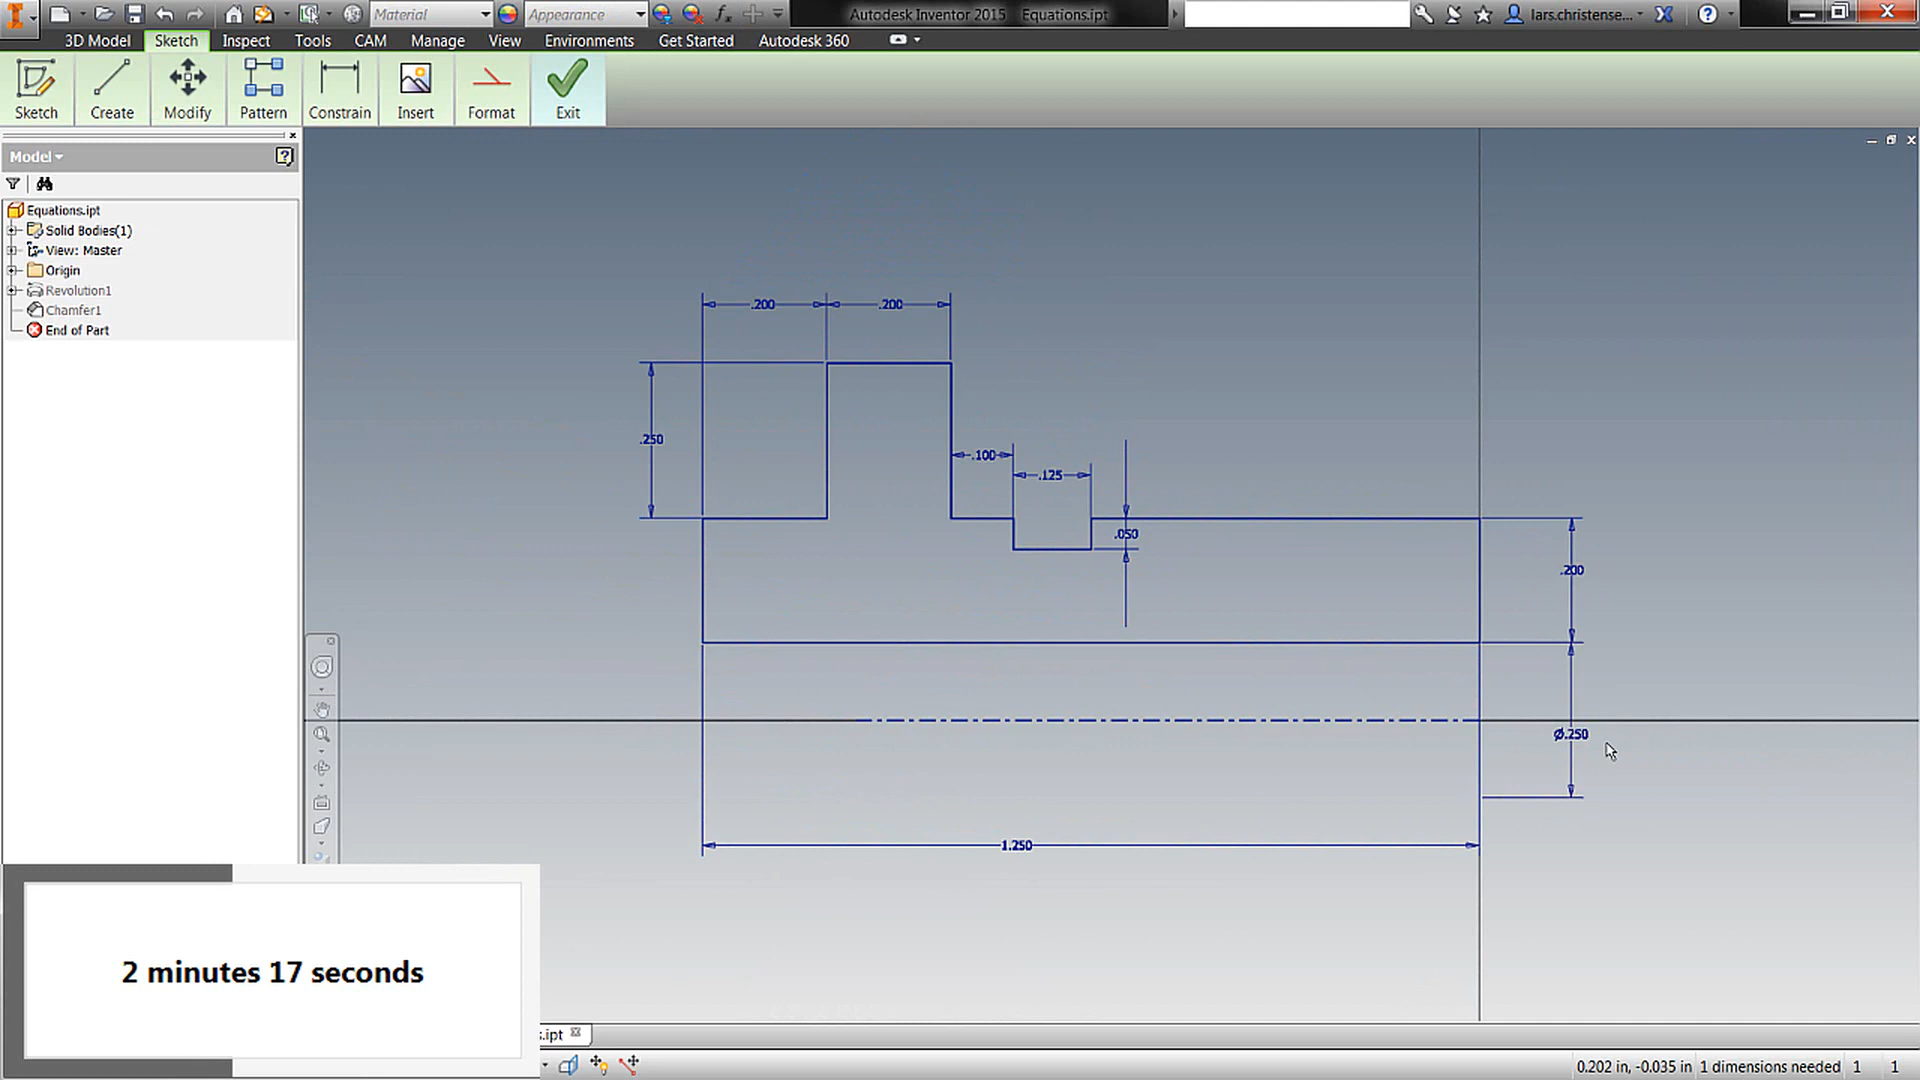 Material
Appearance
Autodesk Inventor 2015 Equations.ipt
lars.christense...
3D Model Sketch Inspect Tools CAM Manage View Environments Get Started Autodesk 360
Sketch Create Modify Pattern Constrain Insert Format Exit
Model
Equations.ipt
Solid Bodies(1)
View: Master
Origin
Revolution1
Chamfer1
End of Part
.200 .200
.250
.100
.125
.050
.200
Ø.250
1.250
2 minutes 17 seconds
s.ipt
0.202 in, -0.035 in 1 dimensions needed 1 1